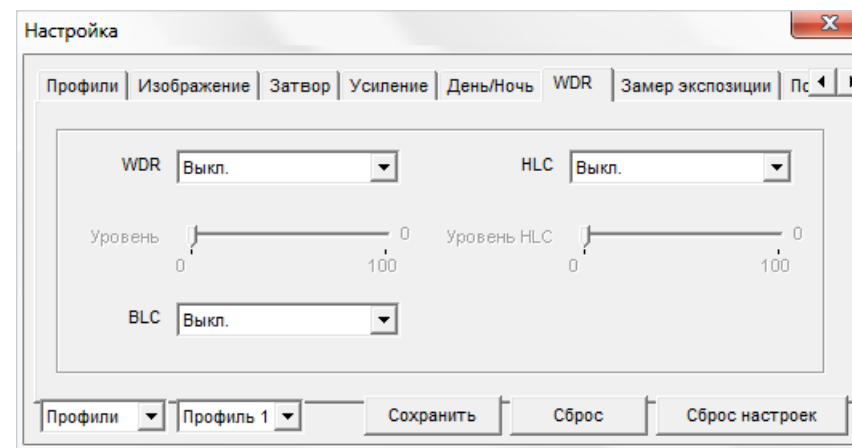 Настройка
Профили Изображение Затвор Усиление День/Ночь WDR Замер экспозиции
WDR Выкл. HLC Выкл.
Уровень 0 Уровень HLC 0
0 100 0 100
BLC Выкл.
Профили Профиль 1 Сохранить Сброс Сброс настроек